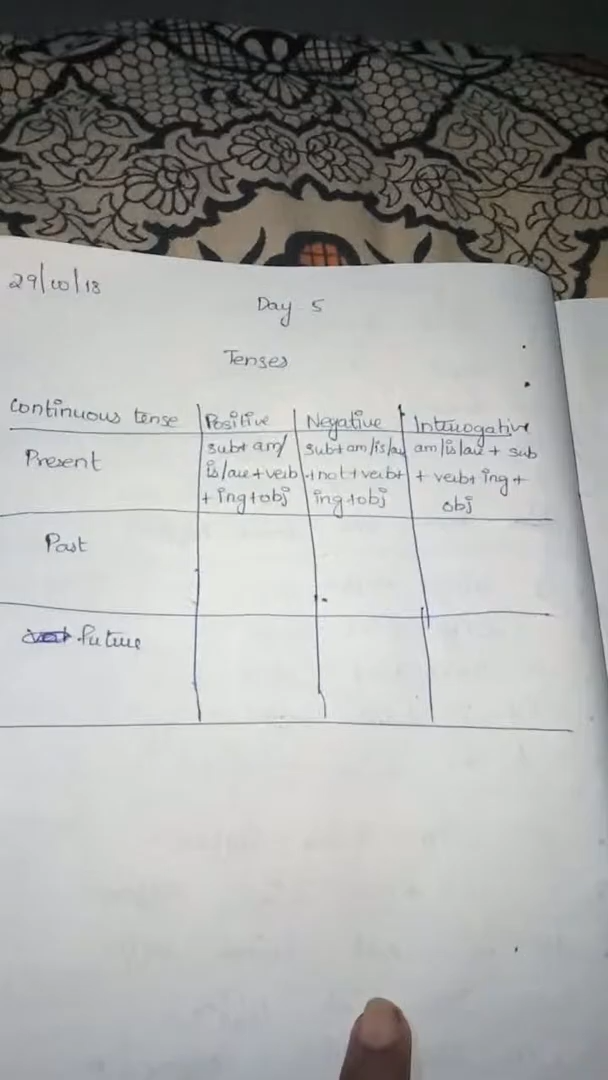 29/10/18
Day 5
Tenses
Continuous tense Positive Negative Interrogative
Present
sub+ am/
is/are + verb
+ ing+obj
sub+am/is/are
+not+verb+
ing+obj
am/is/are + sub
+ verb+ ing+
obj
Past
future